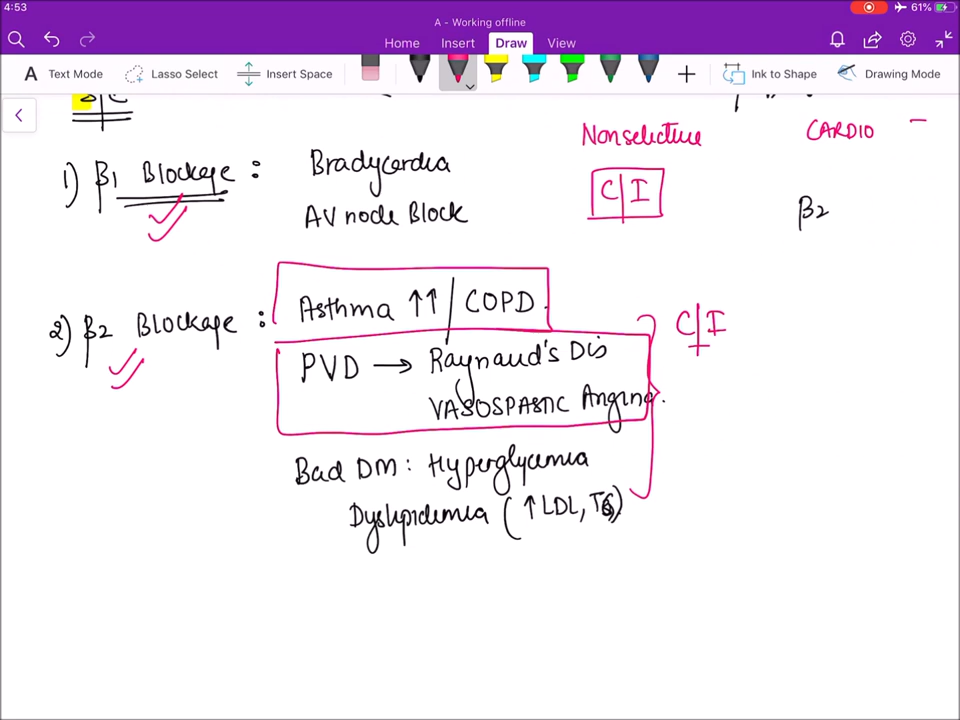 4:53
61%
A - Working offline
Home Insert Draw View
A Text Mode Lasso Select Insert Space Ink to Shape Drawing Mode
S/E
Nonselective CARDIO -
1) β1 Blockage : Bradycardia
C|I
AV node Block
β2
2) β2 Blockage : Asthma ↑↑ / COPD.
C|I
PVD → Raynaud's Dis
VASOSPASTIC Angina.
Bad DM : Hyperglycemia
Dyslipidemia (↑LDL, TG)